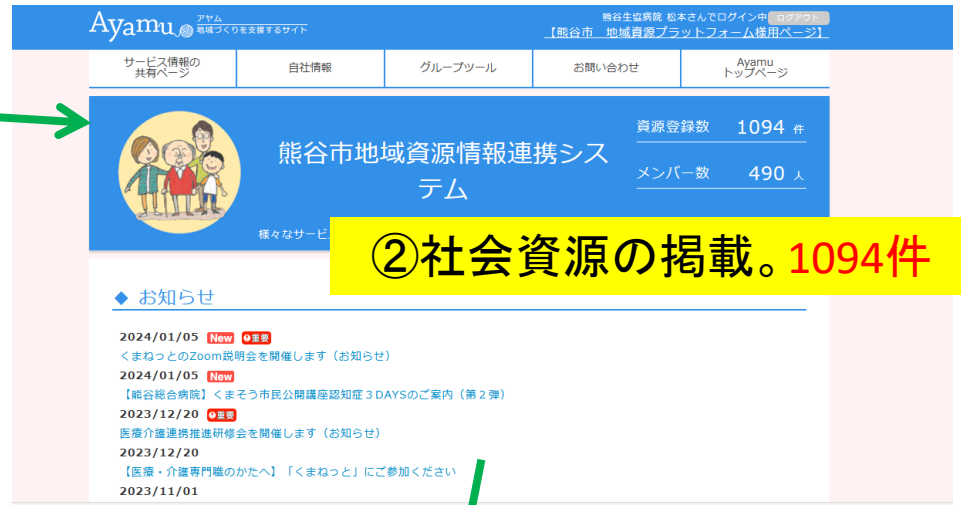 Ayamu アヤム
地域づくりを支援するサイト
熊谷生協病院 松本さんでログイン中 ログアウト
【熊谷市 地域資源プラットフォーム様用ページ】
サービス情報の
共有ページ
自社情報
グループツール
お問い合わせ
Ayamu
トップページ
熊谷市地域資源情報連携シス
テム
資源登録数 1094 件
メンバー数 490 人
様々なサービ
②社会資源の掲載。1094件
◆ お知らせ
2024/01/05 New 重要
くまねっとのZoom説明会を開催します（お知らせ）
2024/01/05 New
【熊谷総合病院】くまそう市民公開講座認知症３DAYSのご案内（第２弾）
2023/12/20 重要
医療介護連携推進研修会を開催します（お知らせ）
2023/12/20
【医療・介護専門職のかたへ】「くまねっと」にご参加ください
2023/11/01